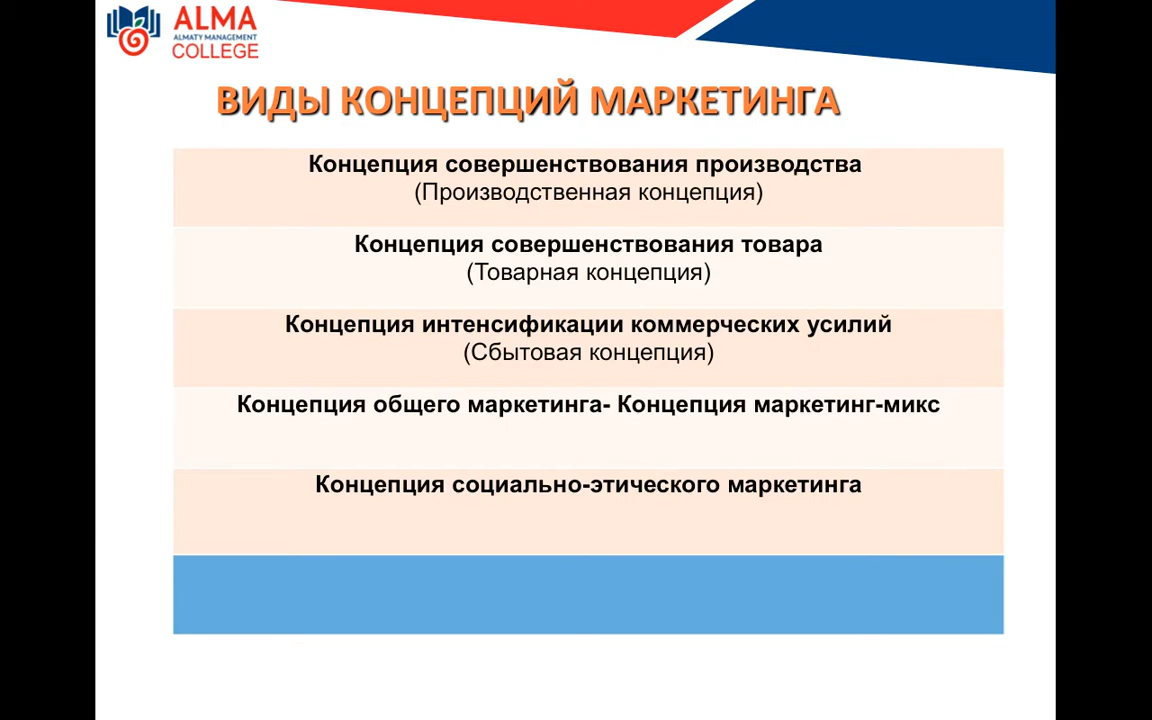 ALMA
ALMATY MANAGEMENT
COLLEGE
ВИДЫ КОНЦЕПЦИЙ МАРКЕТИНГА
Концепция совершенствования производства
(Производственная концепция)
Концепция совершенствования товара
(Товарная концепция)
Концепция интенсификации коммерческих усилий
(Сбытовая концепция)
Концепция общего маркетинга- Концепция маркетинг-микс
Концепция социально-этического маркетинга